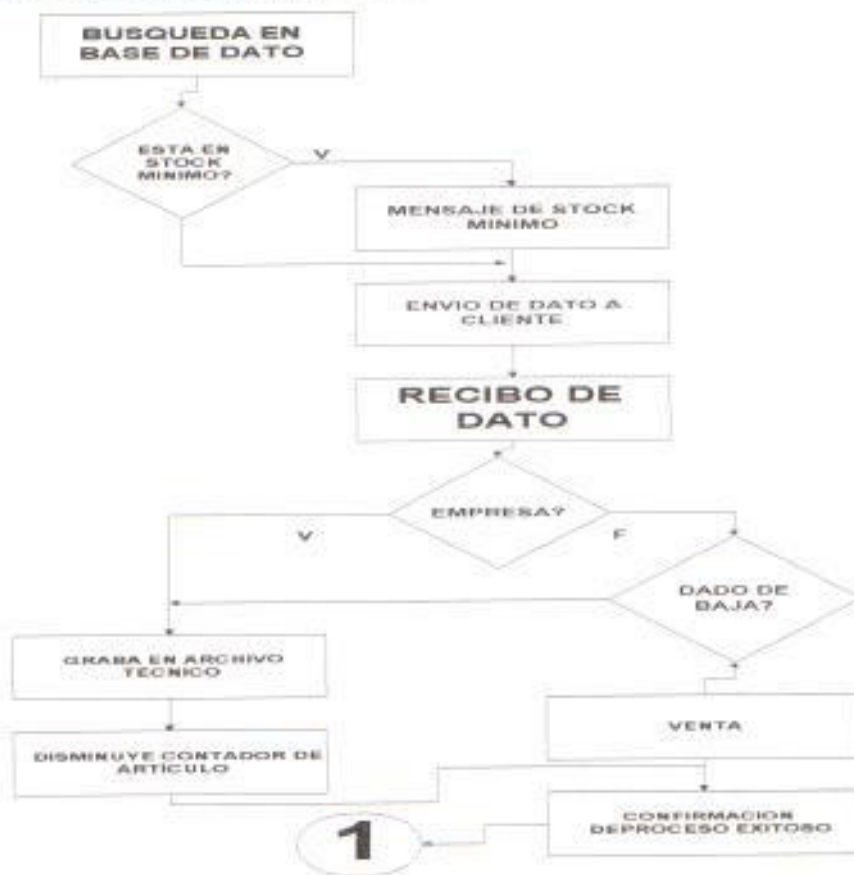 BUSQUEDA EN
BASE DE DATO
ESTA EN
STOCK
MINIMO?
V
MENSAJE DE STOCK
MINIMO
ENVIO DE DATO A
CLIENTE
RECIBO DE
DATO
EMPRESA?
V
F
DADO DE
BAJA?
GRABA EN ARCHIVO
TECNICO
VENTA
DISMINUYE CONTADOR DE
ARTÍCULO
CONFIRMACION
DEPROCESO EXITOSO
1